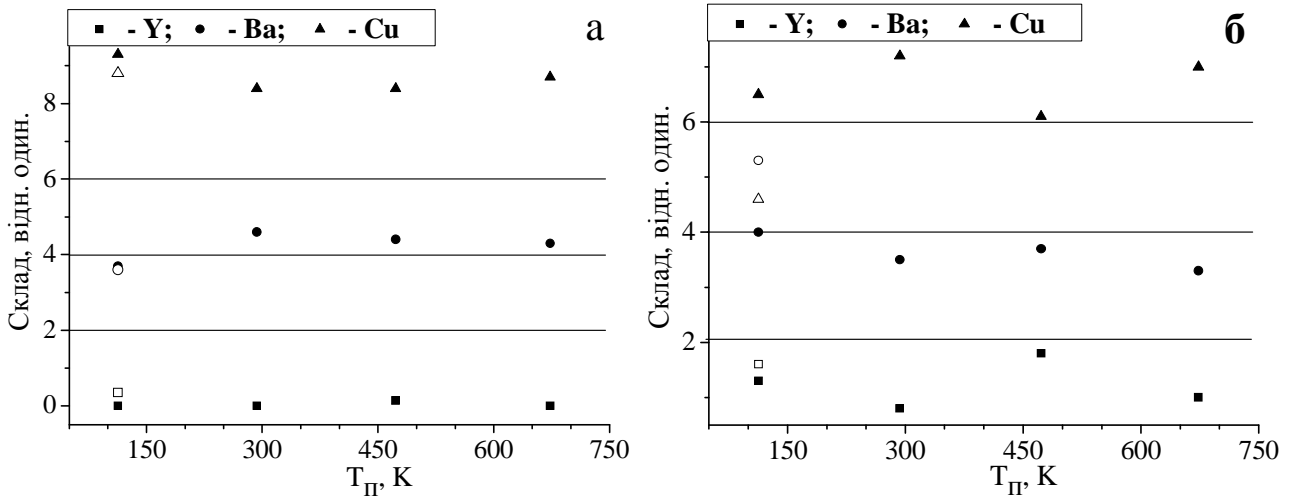 ■ - Y; ● - Ba; ▲ - Cu
а
Склад, відн. один.
8
6
4
2
0
150 300 450 600 750
T_П, K
■ - Y; ● - Ba; ▲ - Cu
б
Склад, відн. один.
6
4
2
150 300 450 600 750
T_П, K